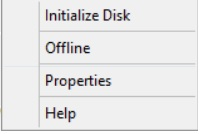 Initialize Disk
Offline
Properties
Help